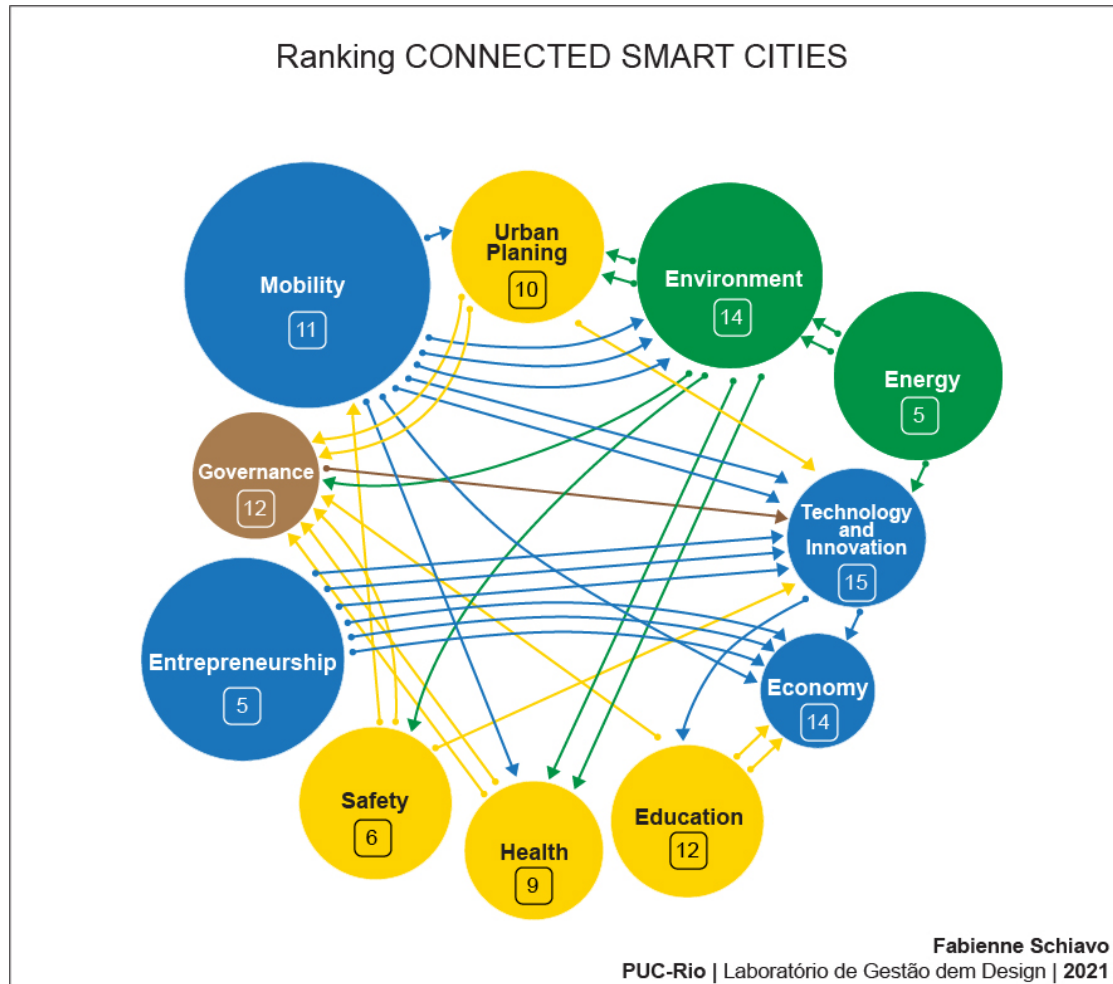 Ranking CONNECTED SMART CITIES
Mobility
11
Urban
Planing
10
Environment
14
Energy
5
Governance
12
Technology
and
Innovation
15
Entrepreneurship
5
Economy
14
Safety
6
Health
9
Education
12
Fabienne Schiavo
PUC-Rio | Laboratório de Gestão dem Design | 2021